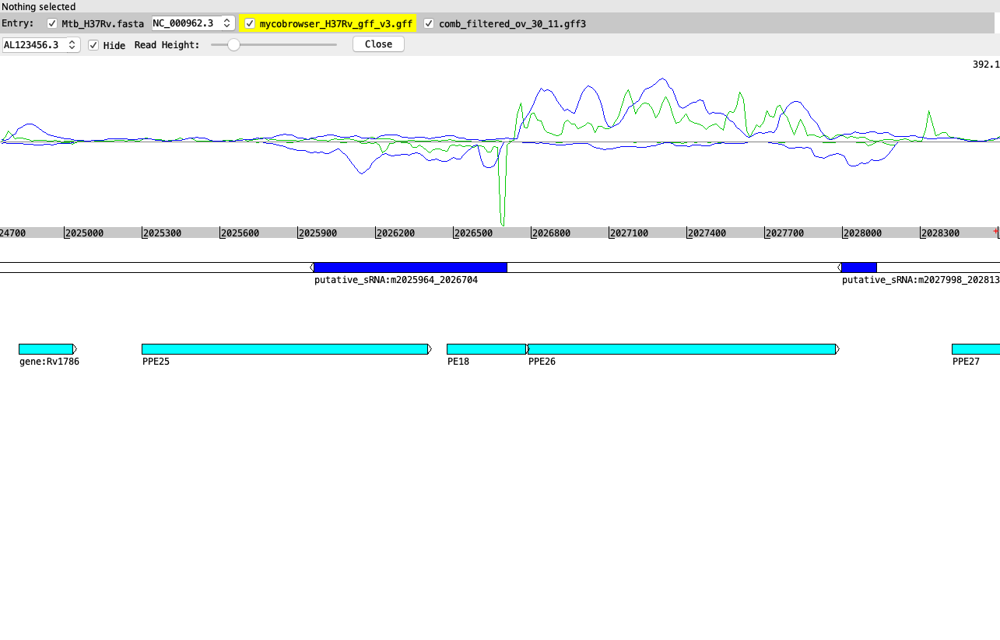 Nothing selected
Entry: Mtb_H37Rv.fasta NC_000962.3 mycobrowser_H37Rv_gff_v3.gff comb_filtered_ov_30_11.gff3
AL123456.3 Hide Read Height: Close
392.1
24700 2025000 2025300 2025600 2025900 2026200 2026500 2026800 2027100 2027400 2027700 2028000 2028300
putative_sRNA:m2025964_2026704 putative_sRNA:m2027998_202813
gene:Rv1786 PPE25 PE18 PPE26 PPE27